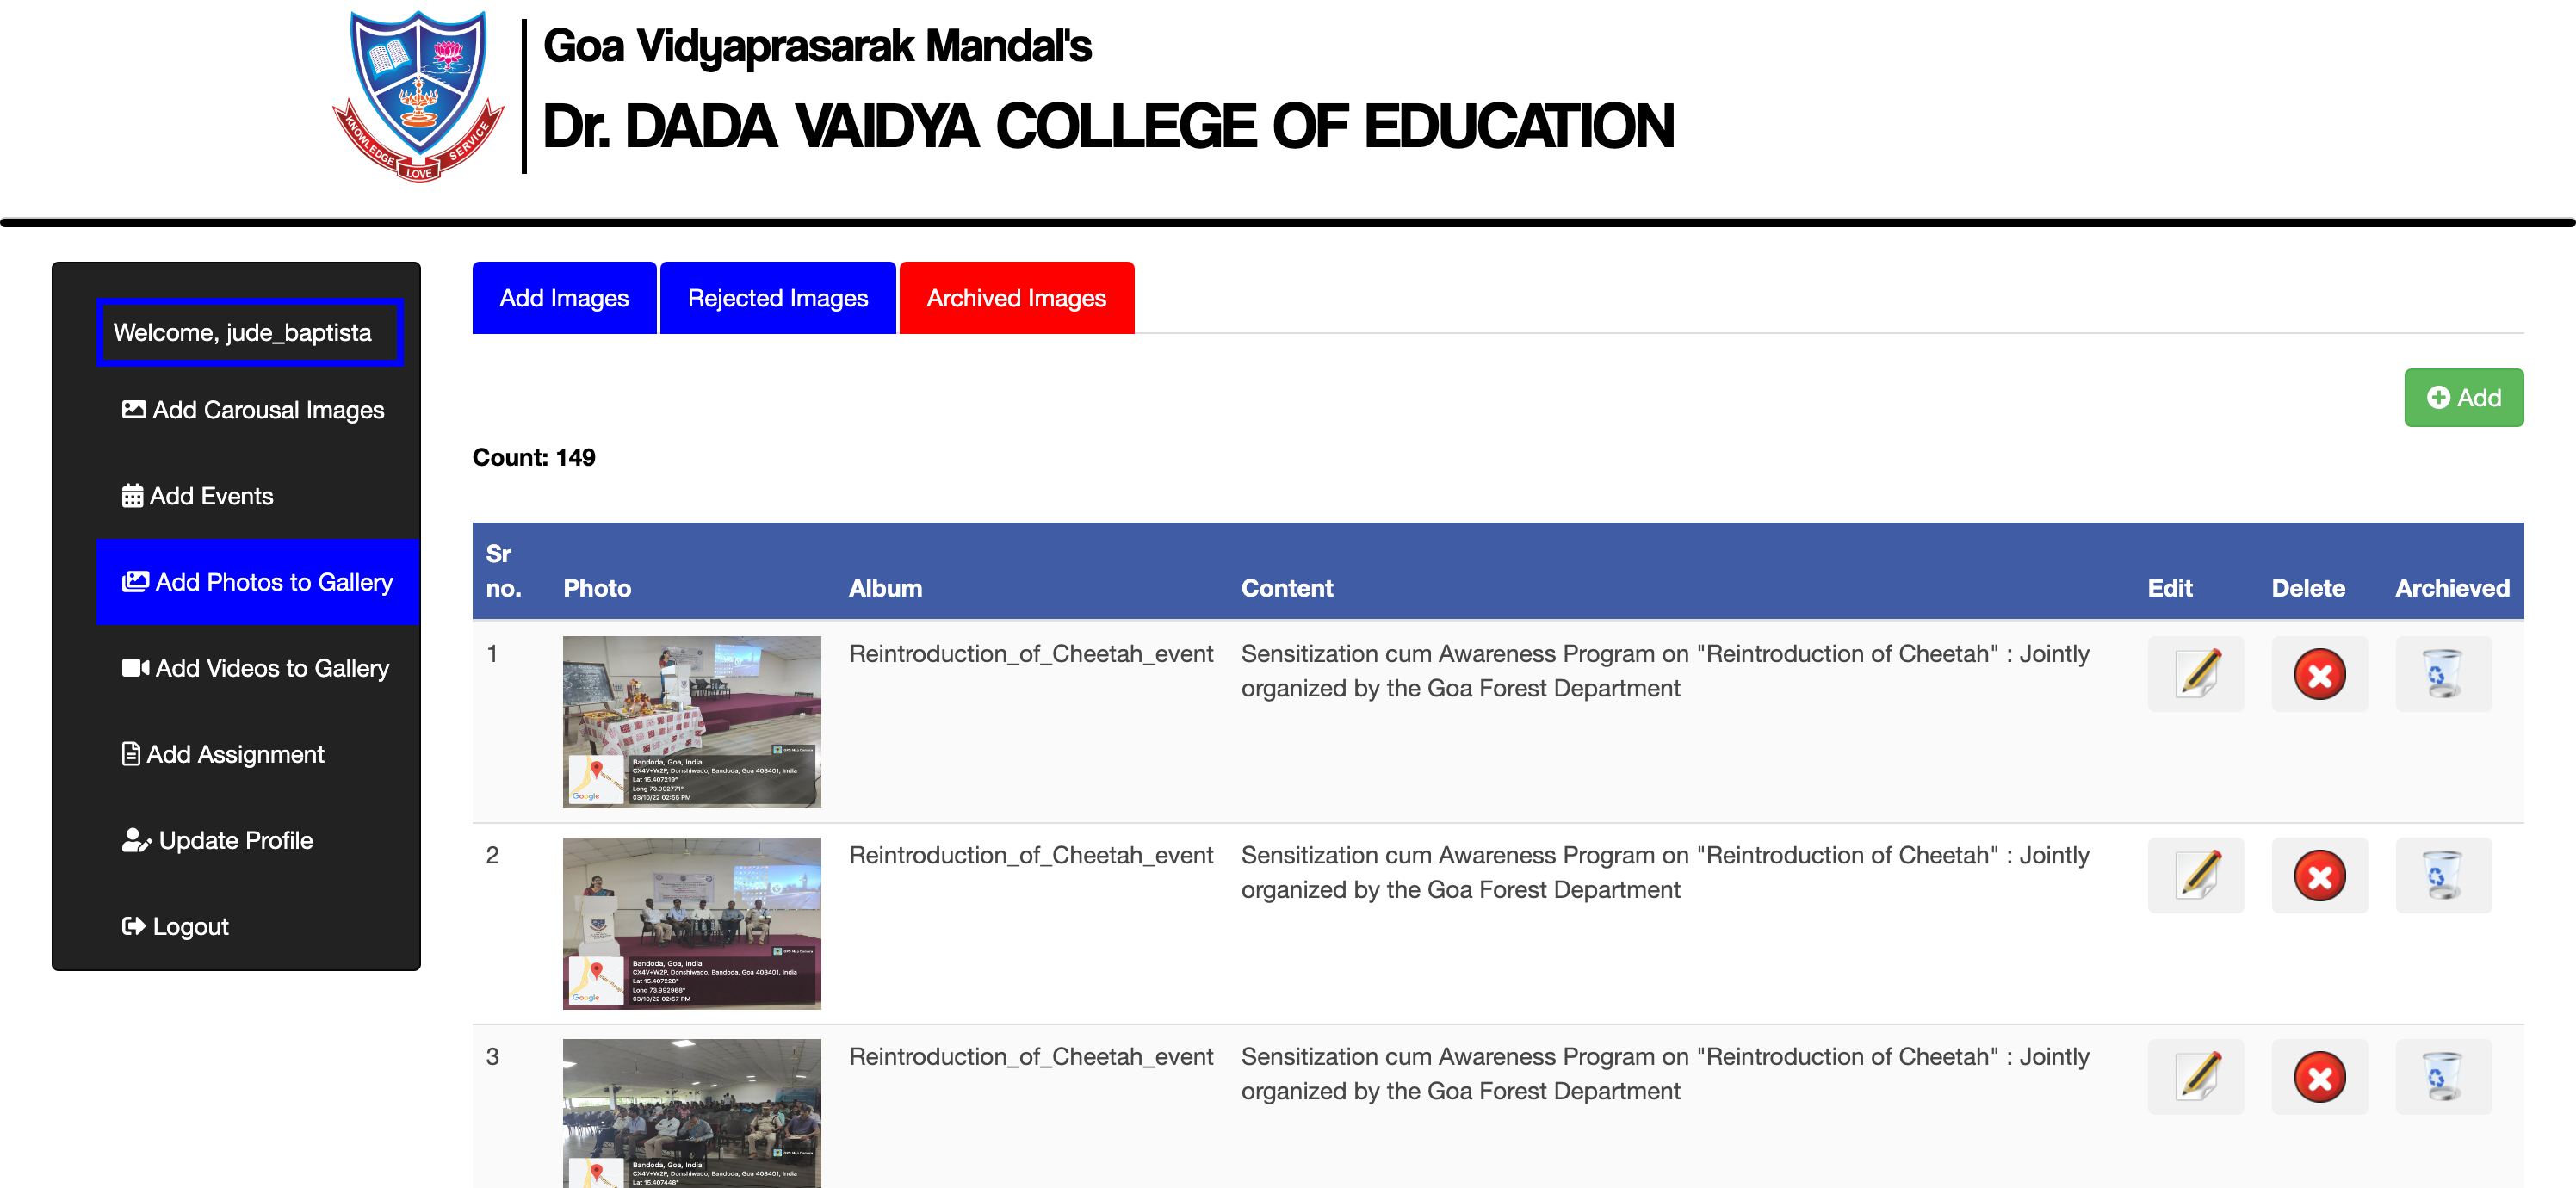 KNOWLEDGE LOVE SERVICE
Goa Vidyaprasarak Mandal's
Dr. DADA VAIDYA COLLEGE OF EDUCATION
Welcome, jude_baptista
Add Carousal Images
Add Events
Add Photos to Gallery
Add Videos to Gallery
Add Assignment
Update Profile
Logout
Add Images Rejected Images Archived Images
Add
Count: 149
Sr no. Photo Album Content Edit Delete Archieved
1 Reintroduction_of_Cheetah_event Sensitization cum Awareness Program on "Reintroduction of Cheetah" : Jointly
organized by the Goa Forest Department
Bandoda, Goa, India
CX4V+W2P, Donshiwado, Bandoda, Goa 403401, India
Lat 15.407219°
Long 73.992771°
03/10/22 02:55 PM
Google
2 Reintroduction_of_Cheetah_event Sensitization cum Awareness Program on "Reintroduction of Cheetah" : Jointly
organized by the Goa Forest Department
Bandoda, Goa, India
CX4V+W2P, Donshiwado, Bandoda, Goa 403401, India
Lat 15.407228°
Long 73.992968°
03/10/22 02:57 PM
Google
3 Reintroduction_of_Cheetah_event Sensitization cum Awareness Program on "Reintroduction of Cheetah" : Jointly
organized by the Goa Forest Department
Bandoda, Goa, India
CX4V+W2P, Donshiwado, Bandoda, Goa 403401, India
Lat 15.407448°